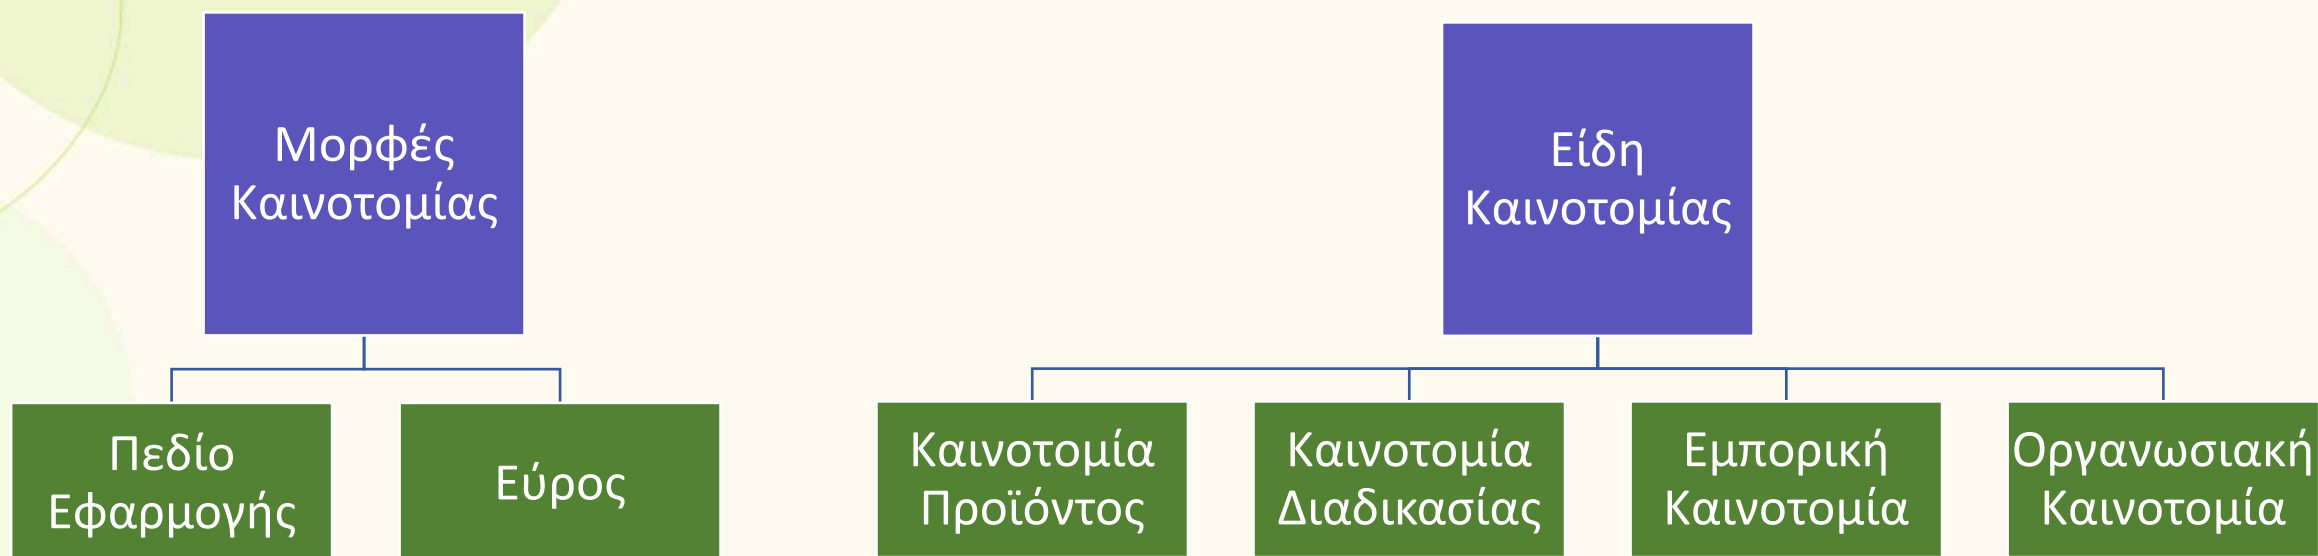 Μορφές
Καινοτομίας
Είδη
Καινοτομίας
Πεδίο
Εφαρμογής
Εύρος
Καινοτομία
Προϊόντος
Καινοτομία
Διαδικασίας
Εμπορική
Καινοτομία
Οργανωσιακή
Καινοτομία